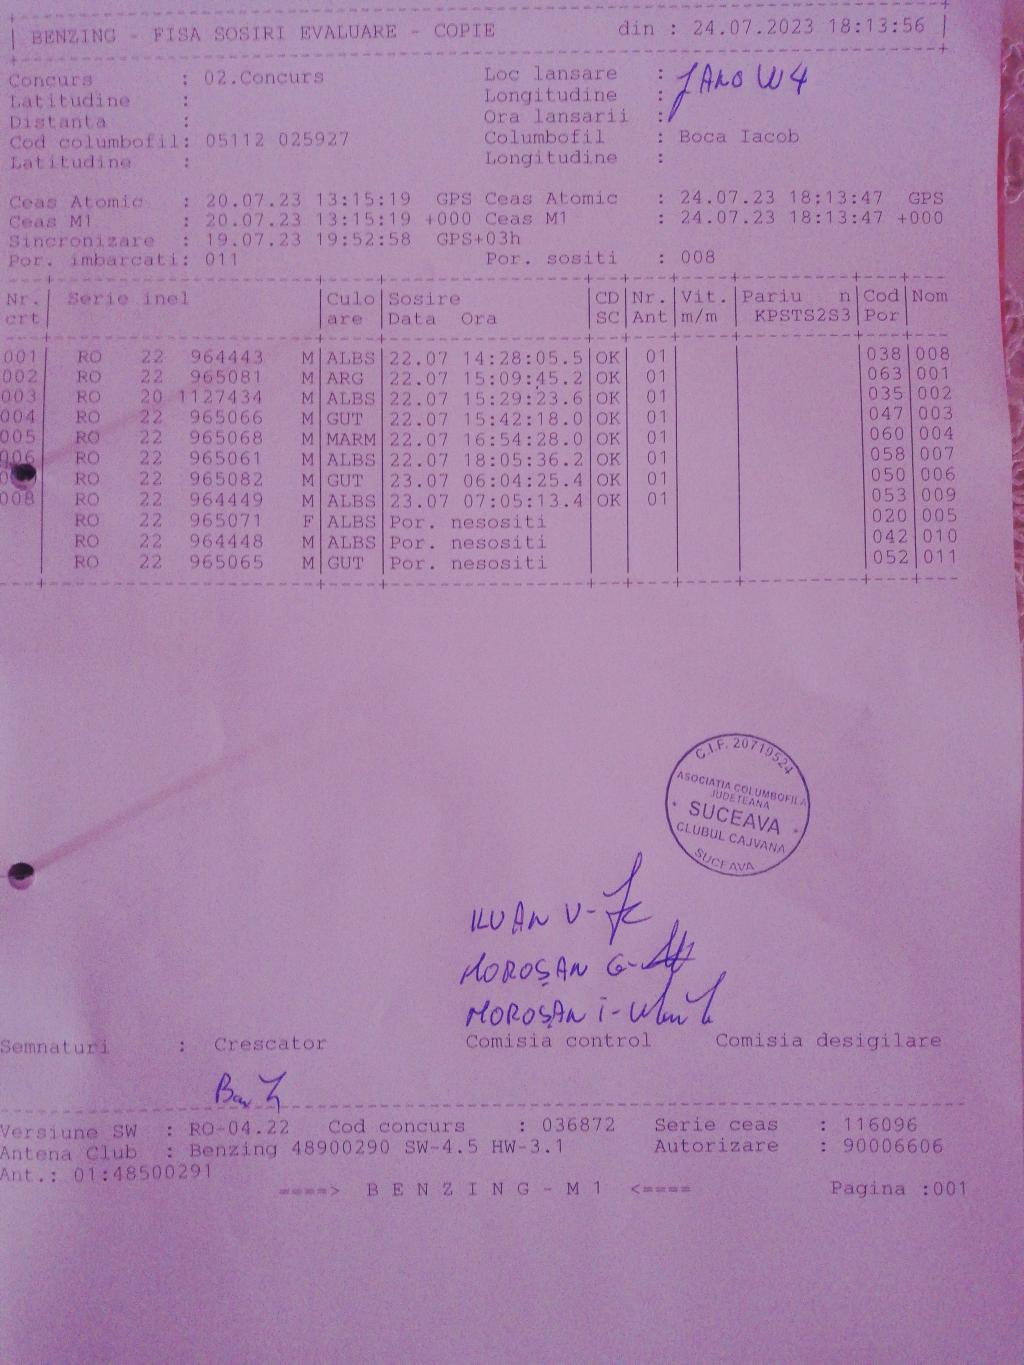 BENZING - FISA SOSIRI EVALUARE - COPIE din : 24.07.2023 18:13:56
Concurs : 02.Concurs Loc lansare :
Latitudine : Longitudine :
Distanta : Ora lansarii :
Cod columbofil: 05112 025927 Columbofil : Boca Iacob
Latitudine : Longitudine :
Ceas Atomic : 20.07.23 13:15:19 GPS Ceas Atomic : 24.07.23 18:13:47 GPS
Ceas M1 : 20.07.23 13:15:19 +000 Ceas M1 : 24.07.23 18:13:47 +000
Sincronizare : 19.07.23 19:52:58 GPS+03h
Por. imbarcati: 011 Por. sositi : 008
Nr. Serie inel Culo Sosire CD Nr. Vit. Pariu n Cod Nom
crt are Data Ora SC Ant m/m KPSTS2S3 Por
001 RO 22 964443 M ALBS 22.07 14:28:05.5 OK 01 038 008
002 RO 22 965081 M ARG 22.07 15:09:45.2 OK 01 063 001
003 RO 20 1127434 M ALBS 22.07 15:29:23.6 OK 01 035 002
004 RO 22 965066 M GUT 22.07 15:42:18.0 OK 01 047 003
005 RO 22 965068 M MARM 22.07 16:54:28.0 OK 01 060 004
006 RO 22 965061 M ALBS 22.07 18:05:36.2 OK 01 058 007
RO 22 965082 M GUT 23.07 06:04:25.4 OK 01 050 006
008 RO 22 964449 M ALBS 23.07 07:05:13.4 OK 01 053 009
RO 22 965071 F ALBS Por. nesositi 020 005
RO 22 964448 M ALBS Por. nesositi 042 010
RO 22 965065 M GUT Por. nesositi 052 011
C.I.F. 20719524
ASOCIATIA COLUMBOFILA
JUDETEANA
SUCEAVA
CLUBUL CAJVANA
SUCEAVA
ILUAN V-
MOROȘAN G-
MOROȘAN I-
Semnaturi : Crescator Comisia control Comisia desigilare
Versiune SW : RO-04.22 Cod concurs : 036872 Serie ceas : 116096
Antena Club : Benzing 48900290 SW-4.5 HW-3.1 Autorizare : 90006606
Ant.: 01:48500291
====> B E N Z I N G - M 1 <==== Pagina :001